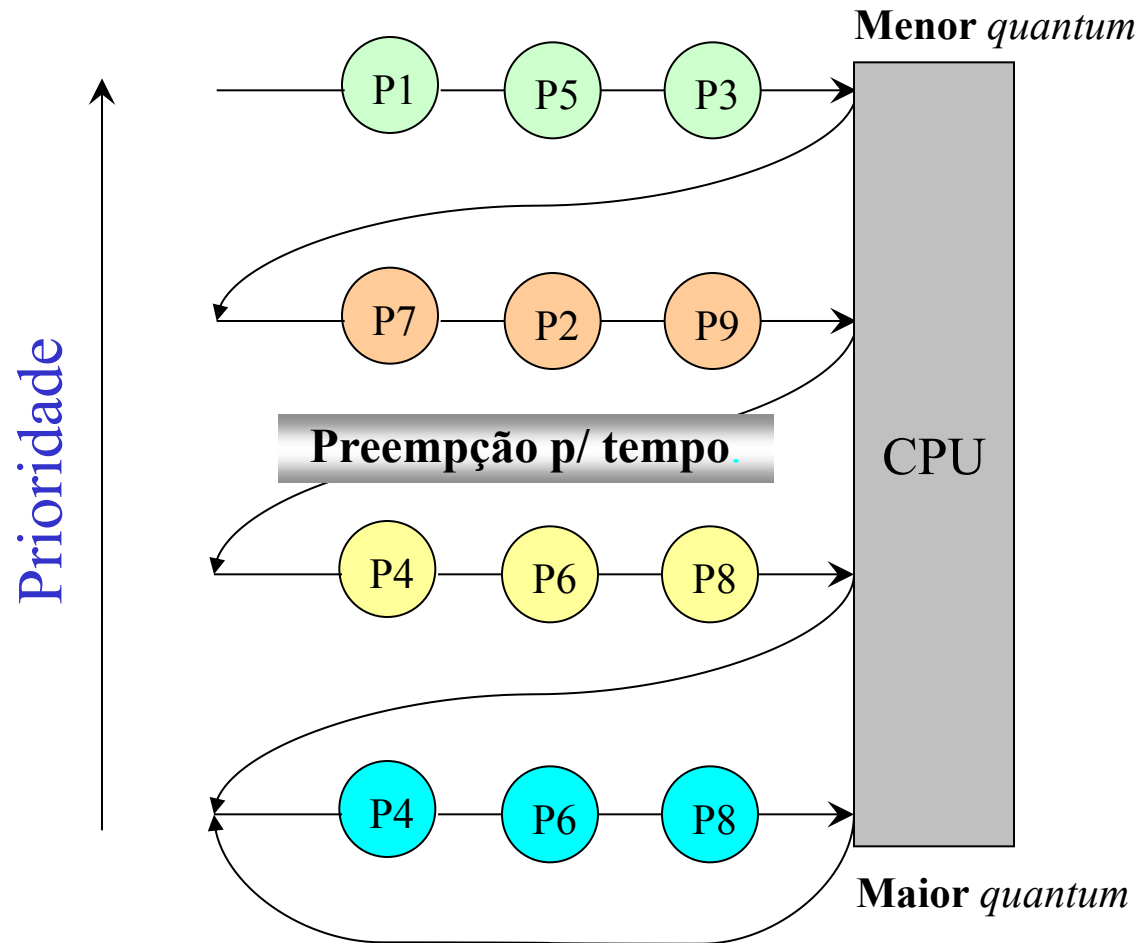 Menor quantum
P1 P5 P3
P7 P2 P9
Prioridade
Preempção p/ tempo.
CPU
P4 P6 P8
P4 P6 P8
Maior quantum